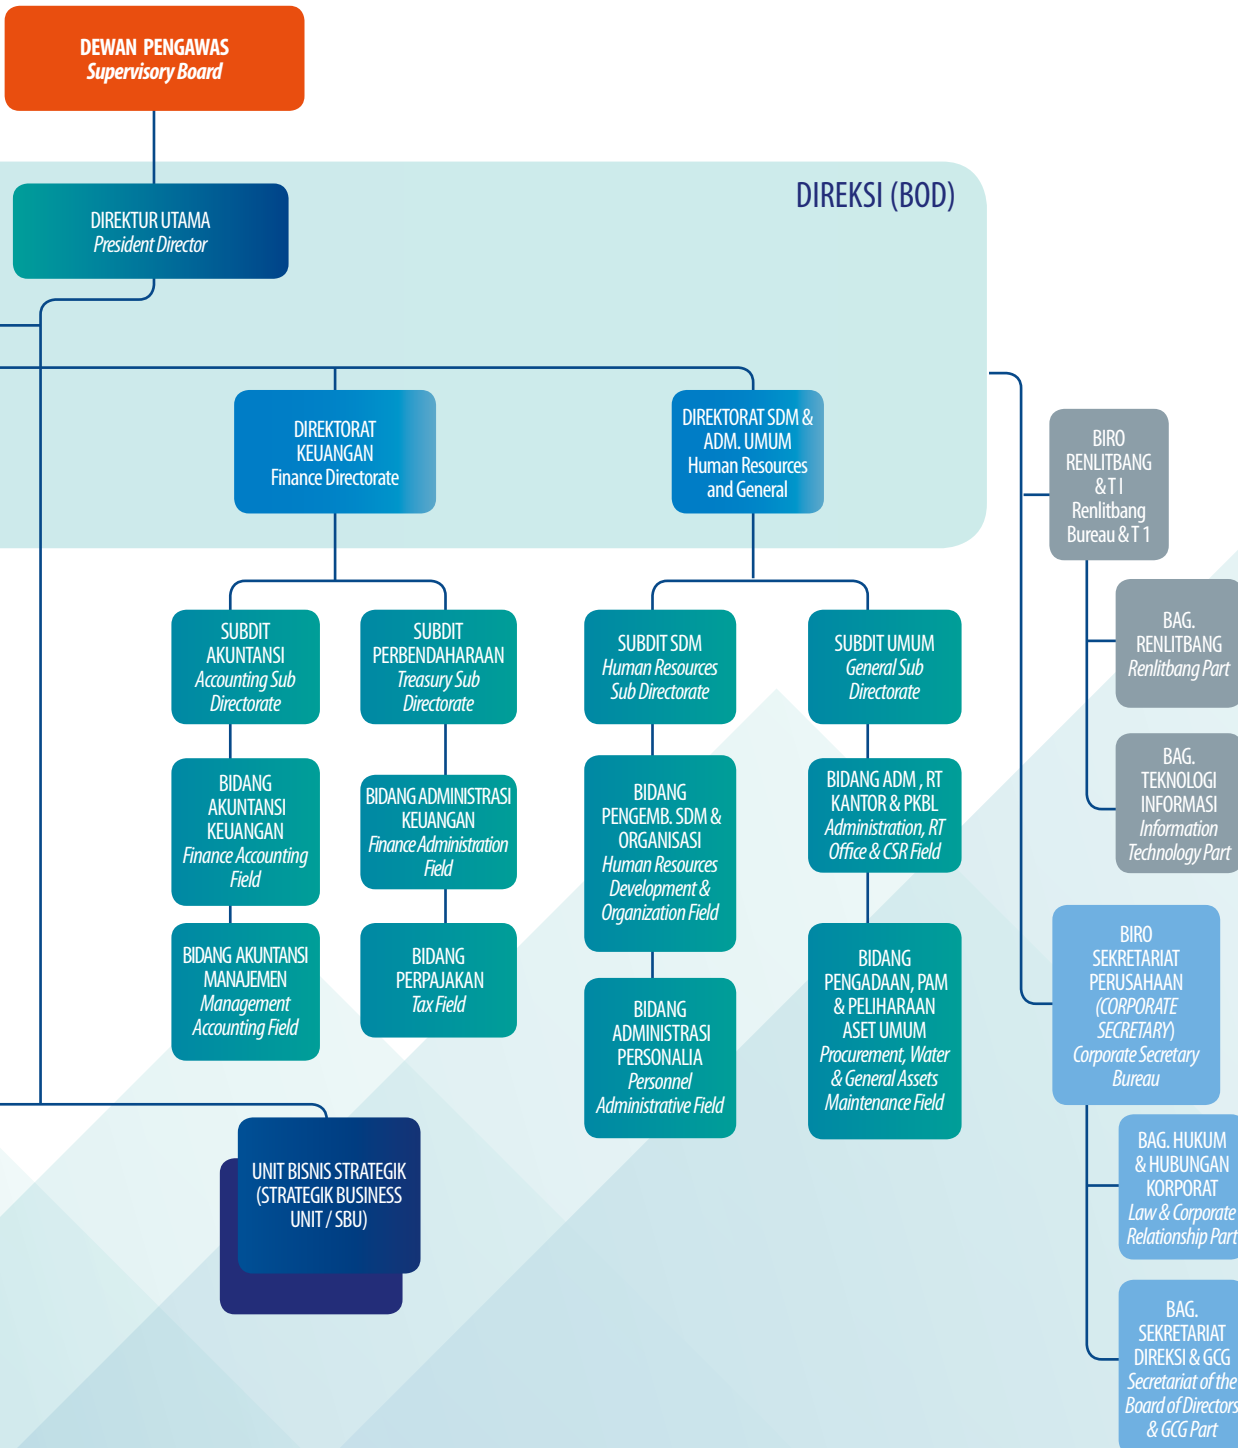 DEWAN PENGAWAS
Supervisory Board
DIREKSI (BOD)
DIREKTUR UTAMA
President Director
DIREKTORAT
KEUANGAN
Finance Directorate
DIREKTORAT SDM &
ADM. UMUM
Human Resources
and General
BIRO
RENLITBANG
& T I
Renlitbang
Bureau & T 1
BAG.
RENLITBANG
Renlitbang Part
BAG.
TEKNOLOGI
INFORMASI
Information
Technology Part
SUBDIT
AKUNTANSI
Accounting Sub
Directorate
SUBDIT
PERBENDAHARAAN
Treasury Sub
Directorate
SUBDIT SDM
Human Resources
Sub Directorate
SUBDIT UMUM
General Sub
Directorate
BIDANG
AKUNTANSI
KEUANGAN
Finance Accounting
Field
BIDANG ADMINISTRASI
KEUANGAN
Finance Administration
Field
BIDANG
PENGEMB. SDM &
ORGANISASI
Human Resources
Development &
Organization Field
BIDANG ADM , RT
KANTOR & PKBL
Administration, RT
Office & CSR Field
BIDANG AKUNTANSI
MANAJEMEN
Management
Accounting Field
BIDANG
PERPAJAKAN
Tax Field
BIDANG
ADMINISTRASI
PERSONALIA
Personnel
Administrative Field
BIDANG
PENGADAAN, PAM
& PELIHARAAN
ASET UMUM
Procurement, Water
& General Assets
Maintenance Field
BIRO
SEKRETARIAT
PERUSAHAAN
(CORPORATE
SECRETARY)
Corporate Secretary
Bureau
BAG. HUKUM
& HUBUNGAN
KORPORAT
Law & Corporate
Relationship Part
BAG.
SEKRETARIAT
DIREKSI & GCG
Secretariat of the
Board of Directors
& GCG Part
UNIT BISNIS STRATEGIK
(STRATEGIK BUSINESS
UNIT / SBU)